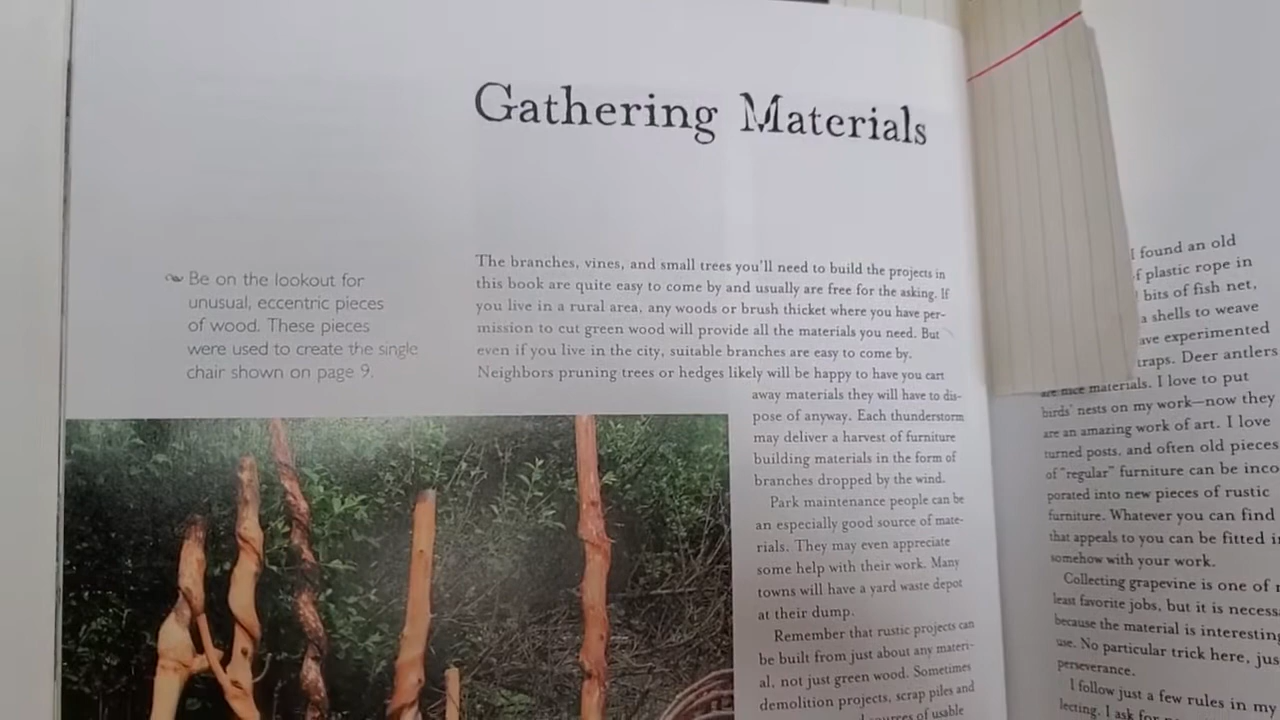 Gathering Materials
Be on the lookout for
unusual, eccentric pieces
of wood. These pieces
were used to create the single
chair shown on page 9.
The branches, vines, and small trees you'll need to build the projects in
this book are quite easy to come by and usually are free for the asking. If
you live in a rural area, any woods or brush thicket where you have per-
mission to cut green wood will provide all the materials you need. But
even if you live in the city, suitable branches are easy to come by.
Neighbors pruning trees or hedges likely will be happy to have you cart
away materials they will have to dis-
pose of anyway. Each thunderstorm
may deliver a harvest of furniture
building materials in the form of
branches dropped by the wind.
Park maintenance people can be
an especially good source of mate-
rials. They may even appreciate
some help with their work. Many
towns will have a yard waste depot
at their dump.
Remember that rustic projects can
be built from just about any materi-
al, not just green wood. Sometimes
demolition projects, scrap piles and
sources of usable
I found an old
of plastic rope in
bits of fish net,
a shells to weave
have experimented
traps. Deer antlers
are nice materials. I love to put
birds' nests on my work—now they
are an amazing work of art. I love
turned posts, and often old pieces
of "regular" furniture can be inco
porated into new pieces of rustic
furniture. Whatever you can find
that appeals to you can be fitted i
somehow with your work.
Collecting grapevine is one of
least favorite jobs, but it is necess
because the material is interesting
use. No particular trick here, jus
perseverance.
I follow just a few rules in my
lecting. I ask for